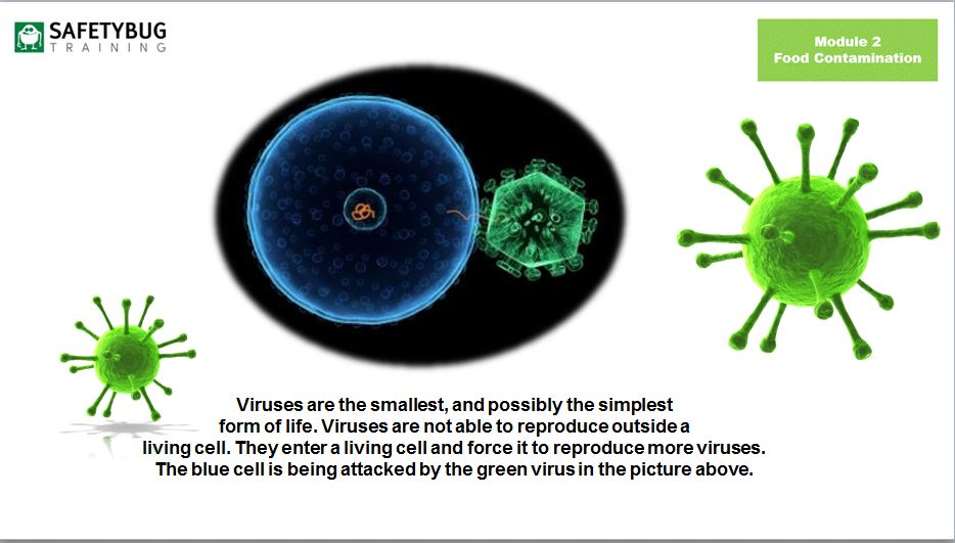 SAFETYBUG
TRAINING
Module 2
Food Contamination
Viruses are the smallest, and possibly the simplest
form of life. Viruses are not able to reproduce outside a
living cell. They enter a living cell and force it to reproduce more viruses.
The blue cell is being attacked by the green virus in the picture above.